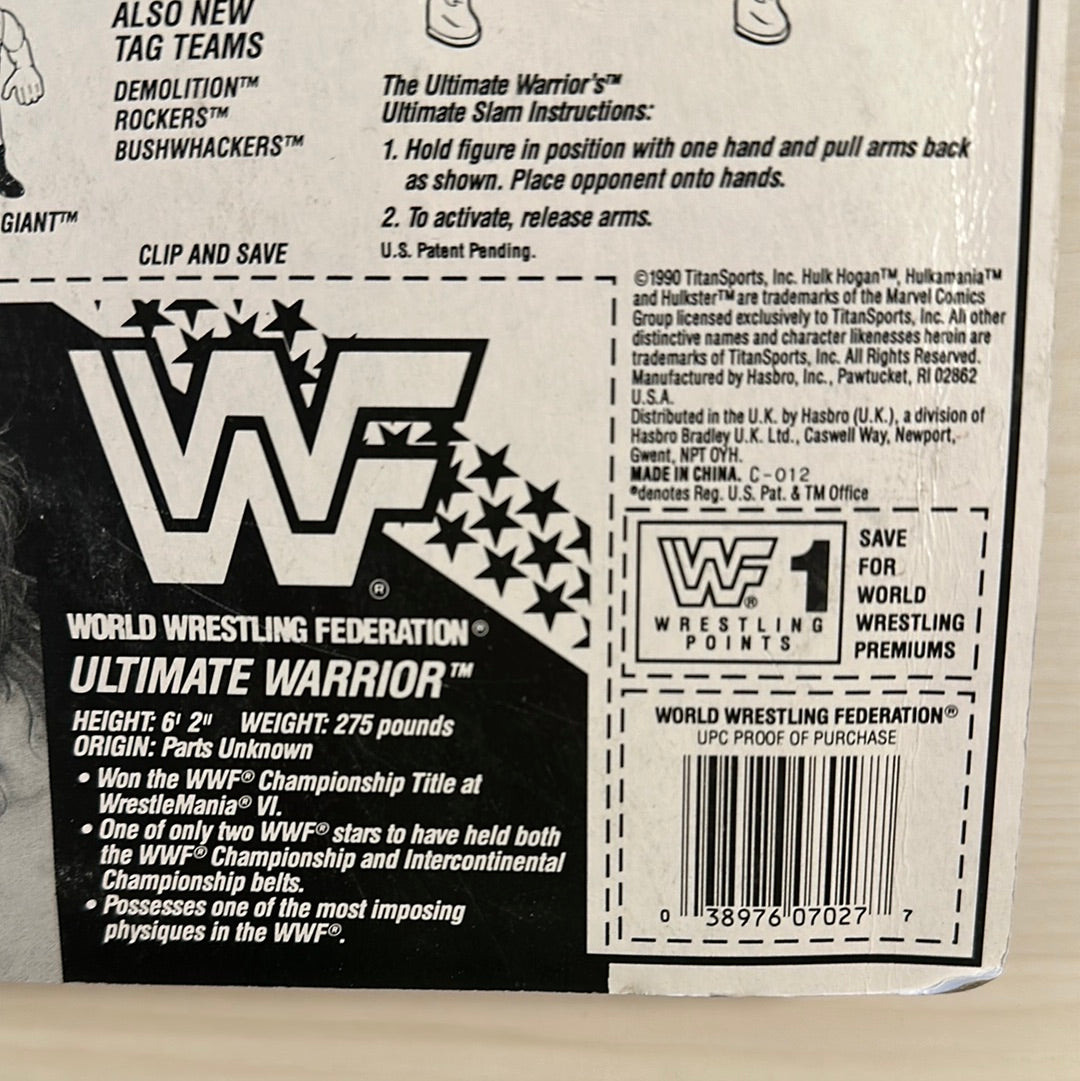 ALSO NEW
TAG TEAMS
DEMOLITION™
ROCKERS™
BUSHWHACKERS™
GIANT™
The Ultimate Warrior's™
Ultimate Slam Instructions:
1. Hold figure in position with one hand and pull arms back
as shown. Place opponent onto hands.
2. To activate, release arms.
U.S. Patent Pending.
CLIP AND SAVE
©1990 TitanSports, Inc. Hulk Hogan™, Hulkamania™
and Hulkster™ are trademarks of the Marvel Comics
Group licensed exclusively to TitanSports, Inc. All other
distinctive names and character likenesses herein are
trademarks of TitanSports, Inc. All Rights Reserved.
Manufactured by Hasbro, Inc., Pawtucket, RI 02862
U.S.A.
Distributed in the U.K. by Hasbro (U.K.), a division of
Hasbro Bradley U.K. Ltd., Caswell Way, Newport,
Gwent, NPT OYH.
MADE IN CHINA. C-012
®denotes Reg. U.S. Pat. & TM Office
WF®
WORLD WRESTLING FEDERATION®
ULTIMATE WARRIOR™
HEIGHT: 6' 2" WEIGHT: 275 pounds
ORIGIN: Parts Unknown
• Won the WWF® Championship Title at
WrestleMania® VI.
• One of only two WWF® stars to have held both
the WWF® Championship and Intercontinental
Championship belts.
• Possesses one of the most imposing
physiques in the WWF®.
WF® 1
WRESTLING
POINTS
SAVE
FOR
WORLD
WRESTLING
PREMIUMS
WORLD WRESTLING FEDERATION®
UPC PROOF OF PURCHASE
0 38976 07027 7